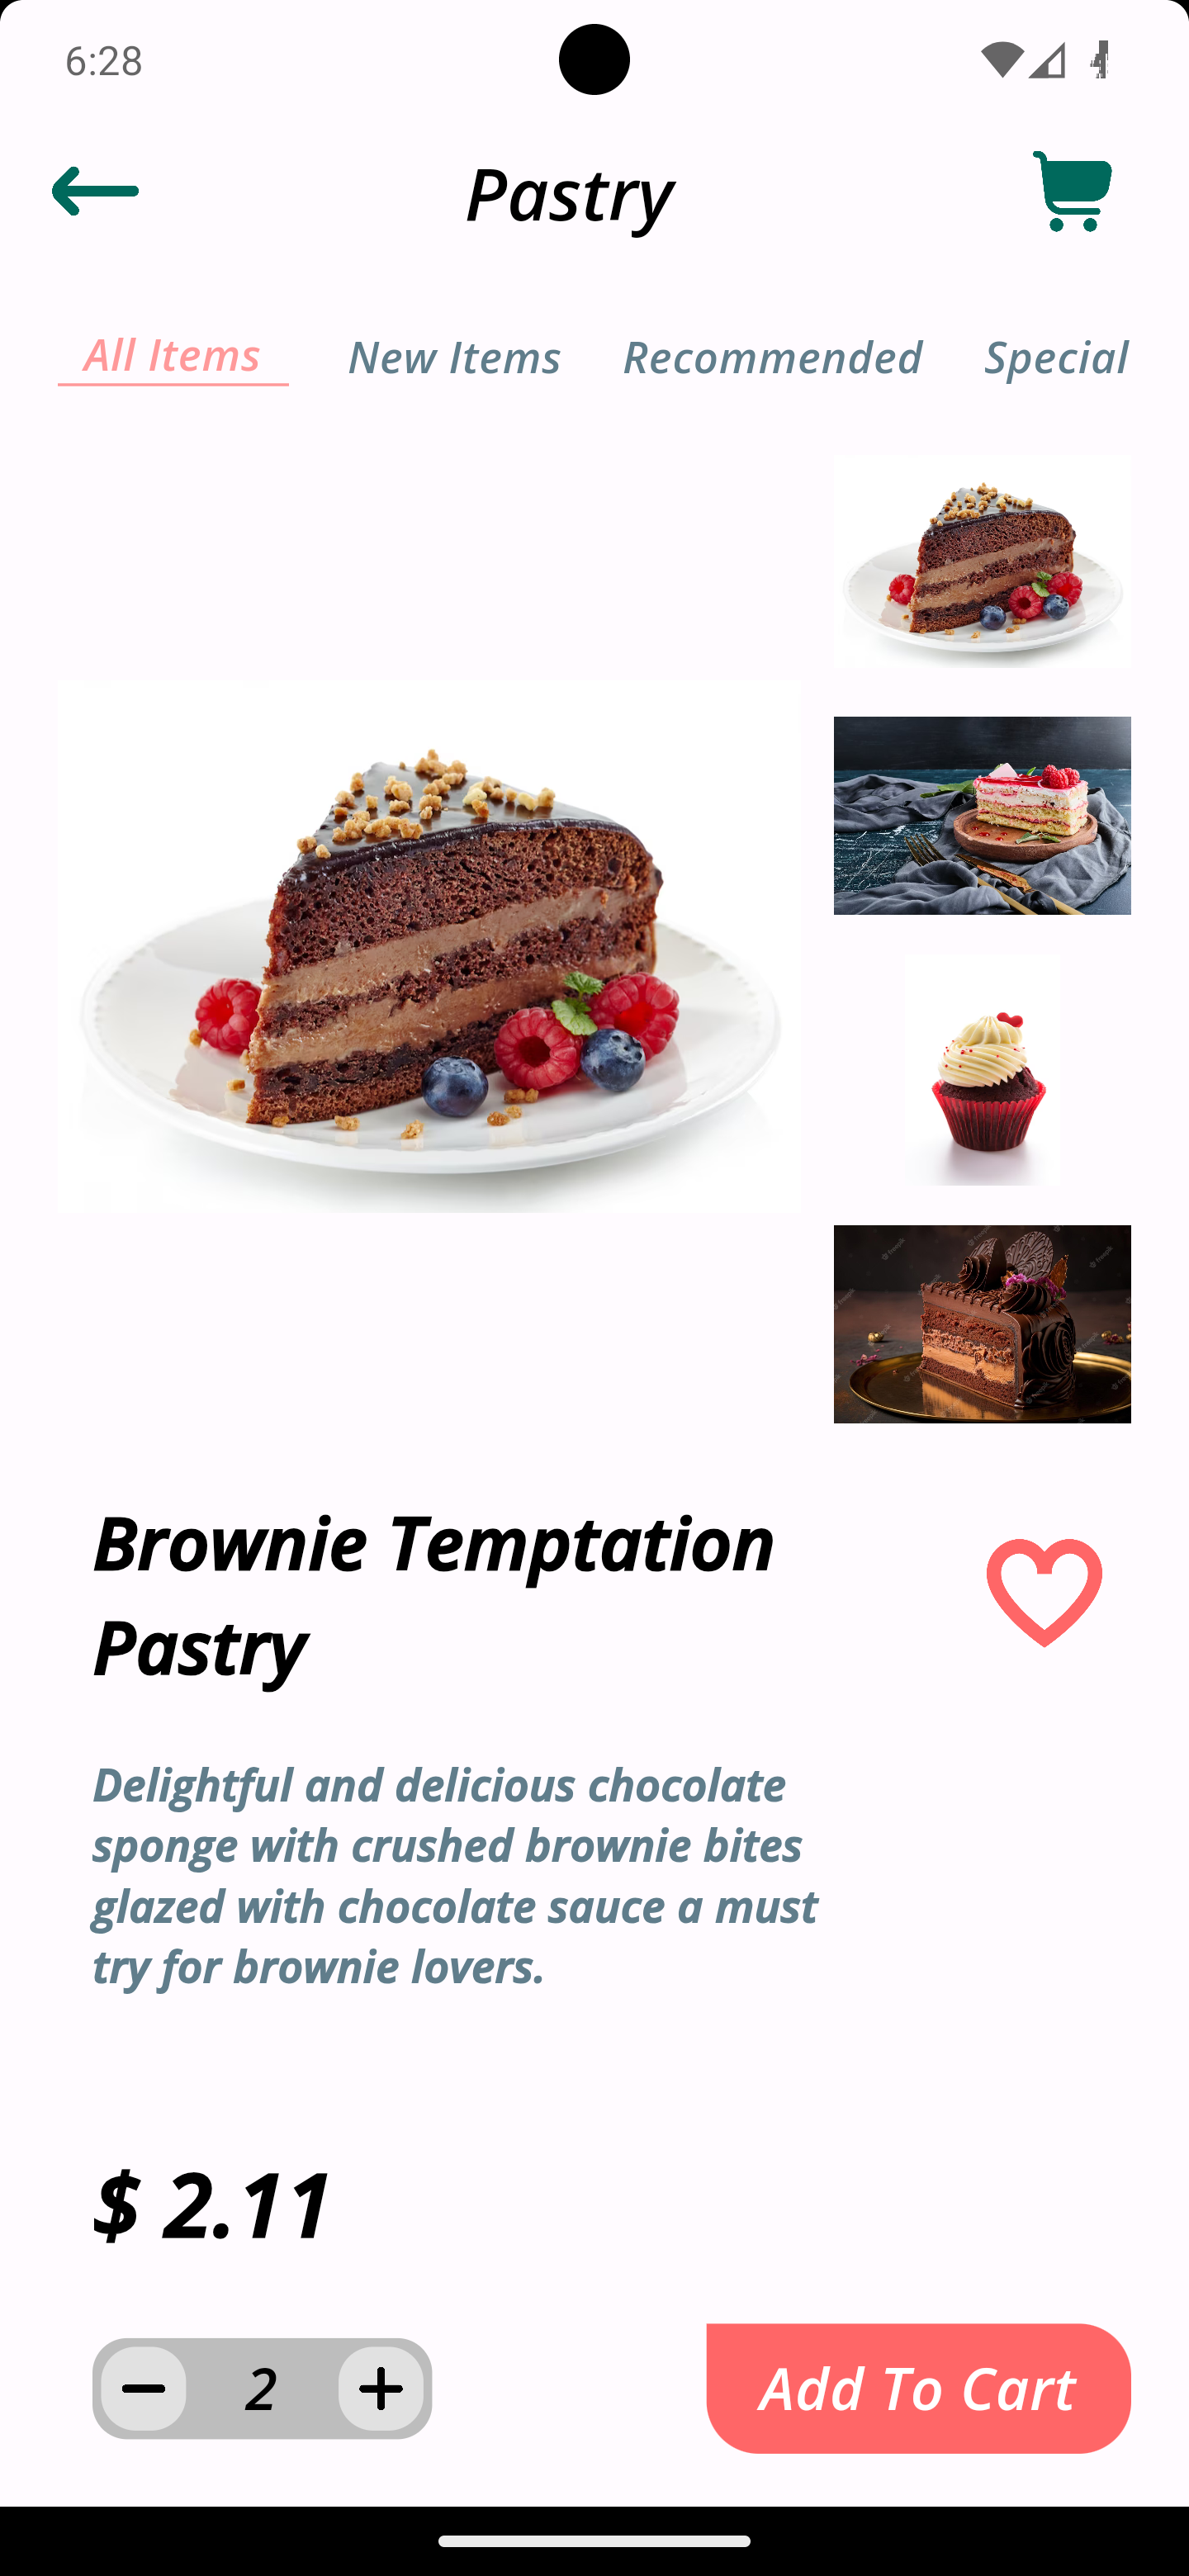 6:28
Pastry
All Items New Items Recommended Special
Brownie Temptation
Pastry
Delightful and delicious chocolate
sponge with crushed brownie bites
glazed with chocolate sauce a must
try for brownie lovers.
$ 2.11
2
Add To Cart